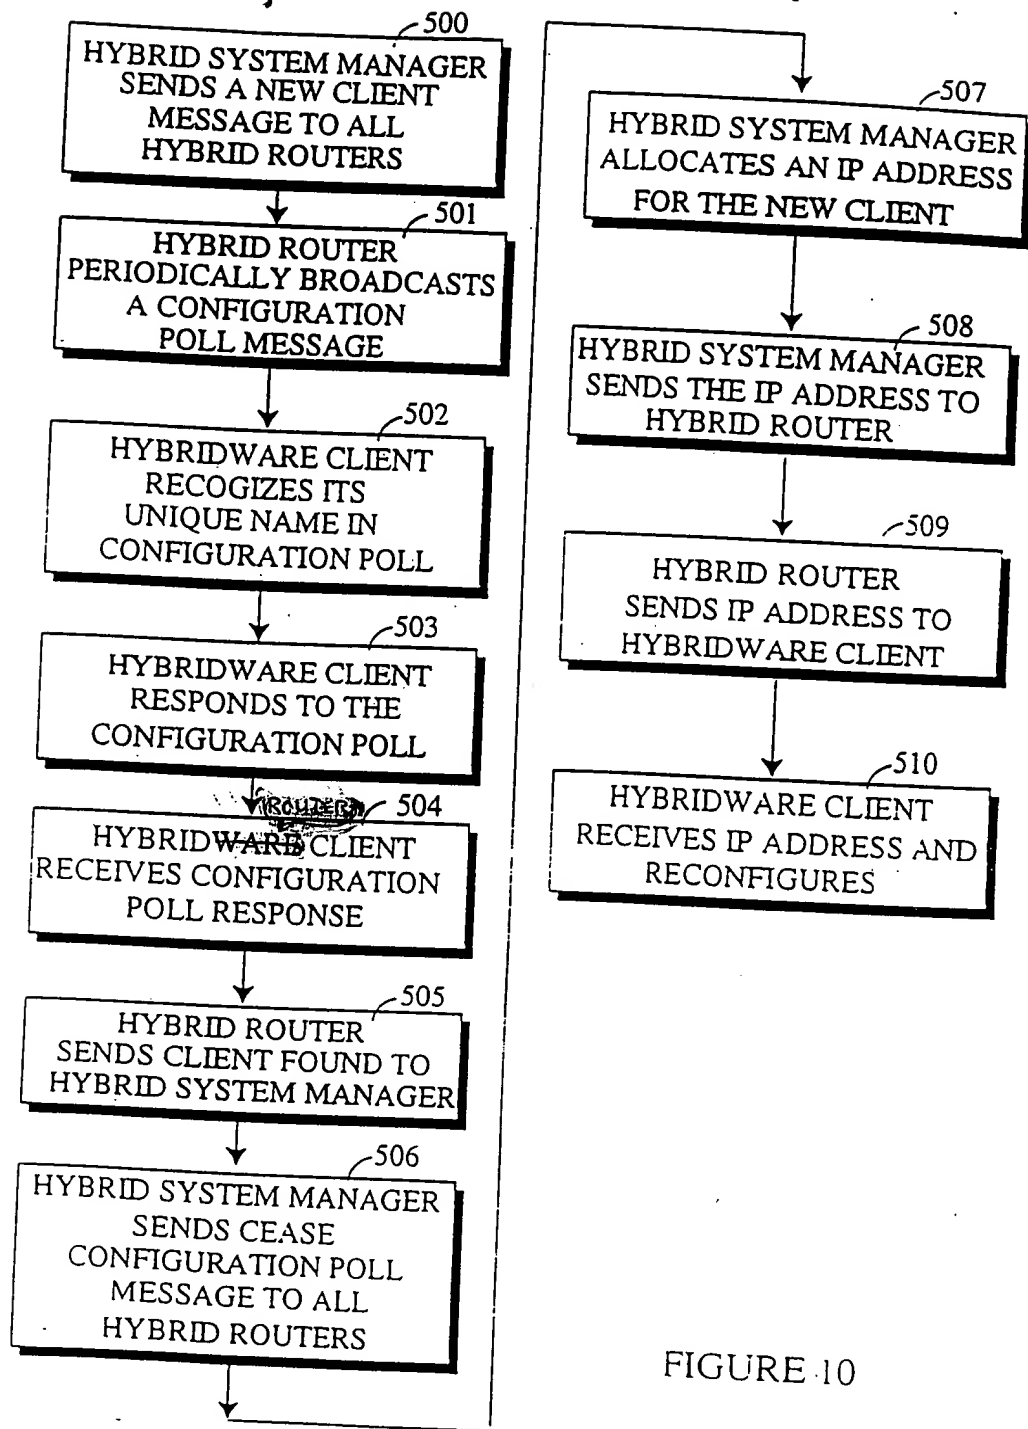 500
HYBRID SYSTEM MANAGER
SENDS A NEW CLIENT
MESSAGE TO ALL
HYBRID ROUTERS
501
HYBRID ROUTER
PERIODICALLY BROADCASTS
A CONFIGURATION
POLL MESSAGE
502
HYBRIDWARE CLIENT
RECOGIZES ITS
UNIQUE NAME IN
CONFIGURATION POLL
503
HYBRIDWARE CLIENT
RESPONDS TO THE
CONFIGURATION POLL
ROUTER
504
HYBRIDWARE CLIENT
RECEIVES CONFIGURATION
POLL RESPONSE
505
HYBRID ROUTER
SENDS CLIENT FOUND TO
HYBRID SYSTEM MANAGER
506
HYBRID SYSTEM MANAGER
SENDS CEASE
CONFIGURATION POLL
MESSAGE TO ALL
HYBRID ROUTERS
507
HYBRID SYSTEM MANAGER
ALLOCATES AN IP ADDRESS
FOR THE NEW CLIENT
508
HYBRID SYSTEM MANAGER
SENDS THE IP ADDRESS TO
HYBRID ROUTER
509
HYBRID ROUTER
SENDS IP ADDRESS TO
HYBRIDWARE CLIENT
510
HYBRIDWARE CLIENT
RECEIVES IP ADDRESS AND
RECONFIGURES
FIGURE 10